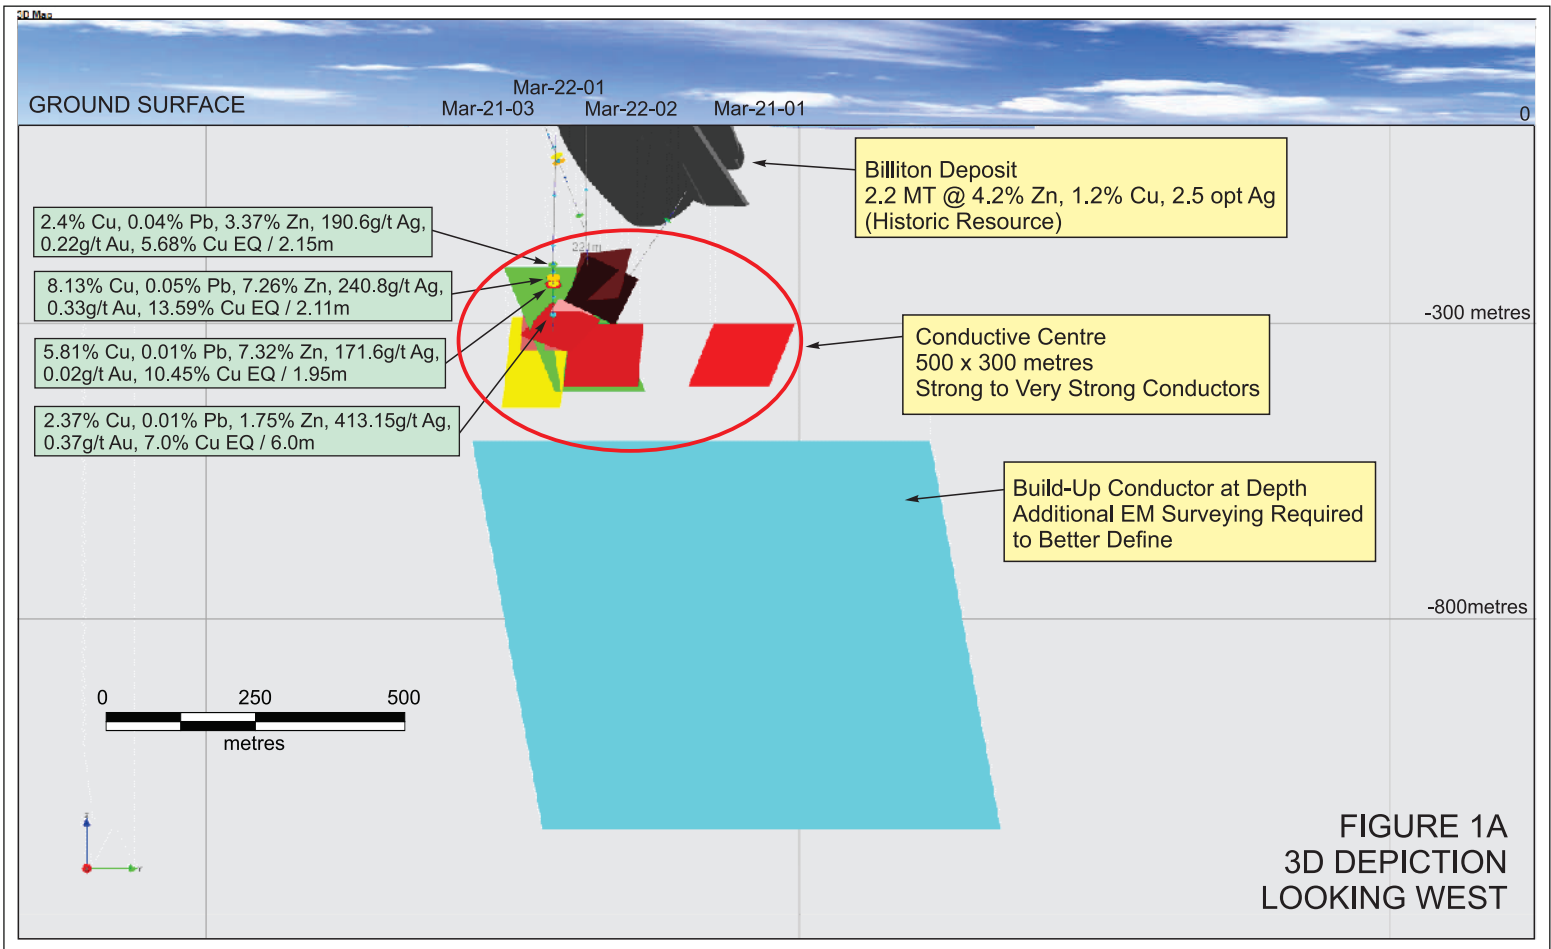 3D Map
GROUND SURFACE
Mar-22-01
Mar-21-03
Mar-22-02
Mar-21-01
0
Billiton Deposit
2.2 MT @ 4.2% Zn, 1.2% Cu, 2.5 opt Ag
(Historic Resource)
2.4% Cu, 0.04% Pb, 3.37% Zn, 190.6g/t Ag,
0.22g/t Au, 5.68% Cu EQ / 2.15m
8.13% Cu, 0.05% Pb, 7.26% Zn, 240.8g/t Ag,
0.33g/t Au, 13.59% Cu EQ / 2.11m
5.81% Cu, 0.01% Pb, 7.32% Zn, 171.6g/t Ag,
0.02g/t Au, 10.45% Cu EQ / 1.95m
2.37% Cu, 0.01% Pb, 1.75% Zn, 413.15g/t Ag,
0.37g/t Au, 7.0% Cu EQ / 6.0m
-300 metres
Conductive Centre
500 x 300 metres
Strong to Very Strong Conductors
Build-Up Conductor at Depth
Additional EM Surveying Required
to Better Define
-800metres
0 250 500
metres
Z
Y
FIGURE 1A
3D DEPICTION
LOOKING WEST